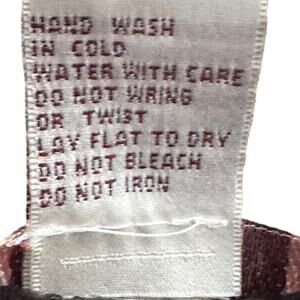 HAND WASH
IN COLD
WATER WITH CARE
DO NOT WRING
OR TWIST
LAY FLAT TO DRY
DO NOT BLEACH
DO NOT IRON